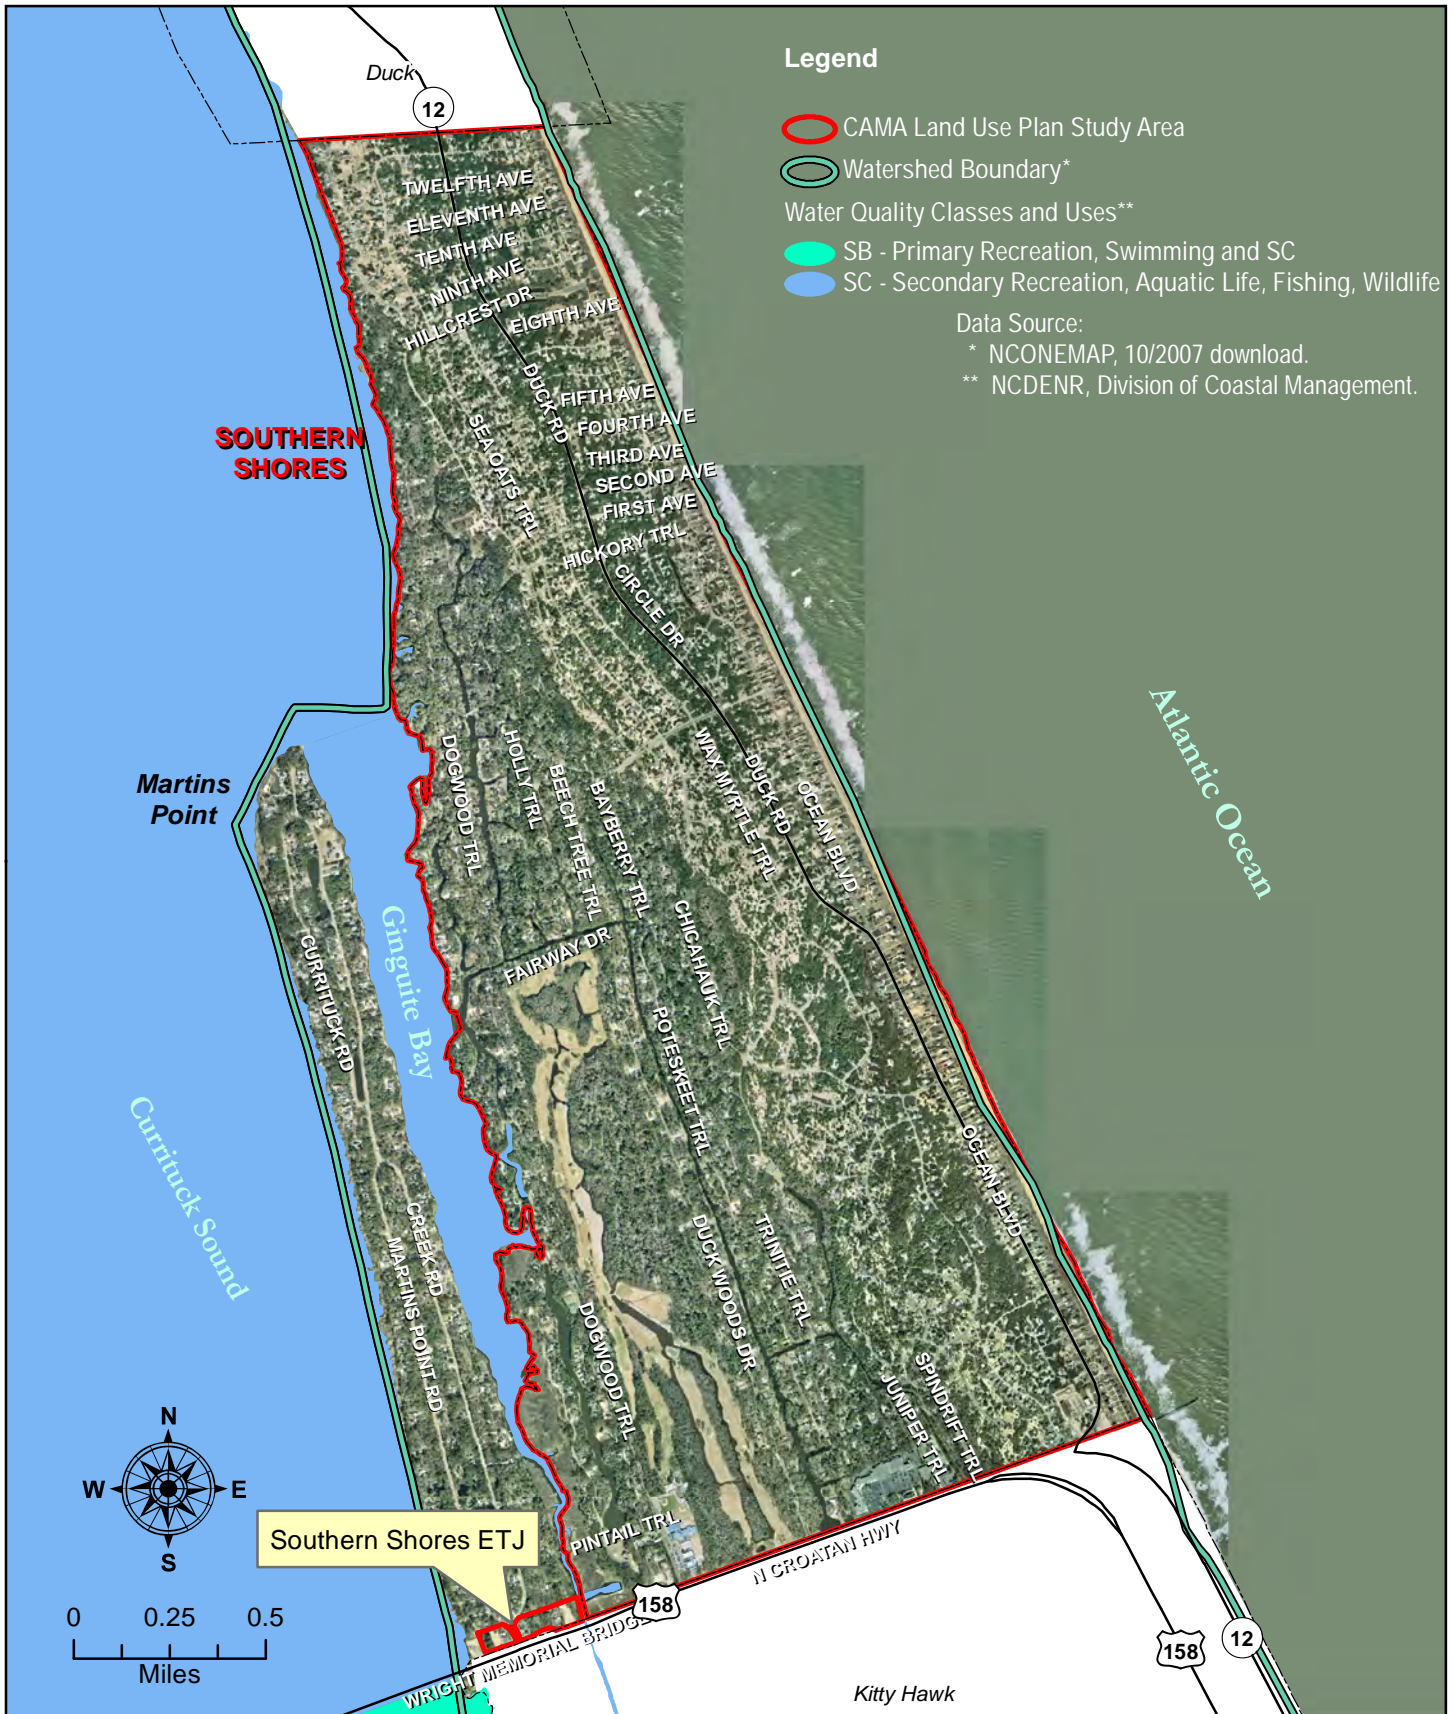 Duck
12
Legend
CAMA Land Use Plan Study Area
Watershed Boundary*
Water Quality Classes and Uses**
SB - Primary Recreation, Swimming and SC
SC - Secondary Recreation, Aquatic Life, Fishing, Wildlife
Data Source:
* NCONEMAP, 10/2007 download.
** NCDENR, Division of Coastal Management.
TWELFTH AVE
ELEVENTH AVE
TENTH AVE
NINTH AVE
HILLCREST DR
EIGHTH AVE
DUCK RD
FIFTH AVE
FOURTH AVE
THIRD AVE
SECOND AVE
FIRST AVE
SEA OATS TRL
HICKORY TRL
CIRCLE DR
SOUTHERN
SHORES
Martins
Point
DOGWOOD TRL
HOLLY TRL
BEECH TREE TRL
BAYBERRY TRL
WAX MYRTLE TRL
DUCK RD
OCEAN BLVD
Atlantic Ocean
CHICAHAUK TRL
FAIRWAY DR
Ginguite Bay
CURRITUCK RD
POTESKEET TRL
OCEAN BLVD
Currituck Sound
CREEK RD
MARTINS POINT RD
DUCK WOODS DR
TRINITIE TRL
DOGWOOD TRL
SPINDRIFT TRL
JUNIPER TRL
N
W
E
S
Southern Shores ETJ
PINTAIL TRL
N CROATAN HWY
158
WRIGHT MEMORIAL BRIDGE
0 0.25 0.5
Miles
158
12
Kitty Hawk